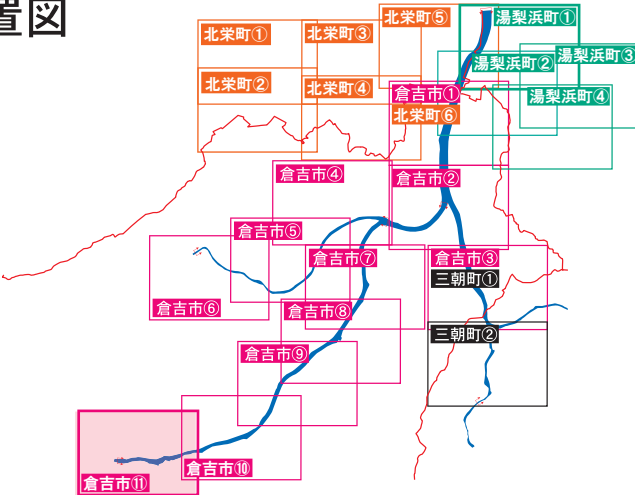 置図
北栄町①
北栄町③
北栄町⑤
湯梨浜町①
湯梨浜町②
湯梨浜町③
北栄町②
北栄町④
倉吉市①
湯梨浜町④
北栄町⑥
倉吉市④
倉吉市②
倉吉市⑤
倉吉市⑦
倉吉市③
三朝町①
倉吉市⑥
倉吉市⑧
三朝町②
倉吉市⑨
倉吉市⑩
倉吉市⑪